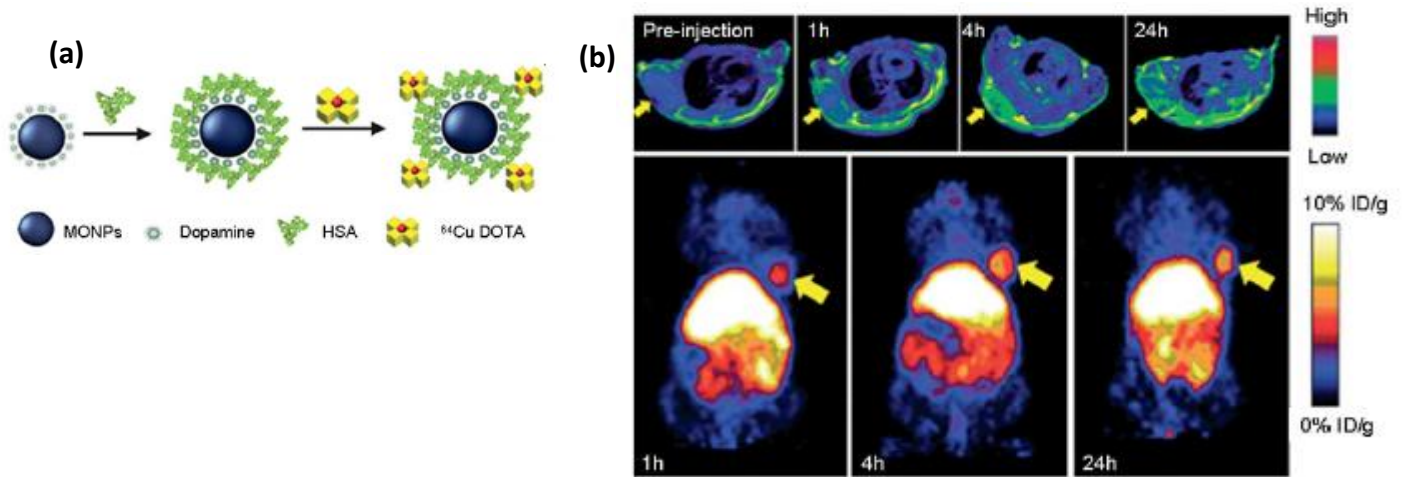 (a)
MONPs
Dopamine
HSA
⁶⁴Cu DOTA
(b)
Pre-injection
1h
4h
24h
High
Low
10% ID/g
0% ID/g
1h
4h
24h